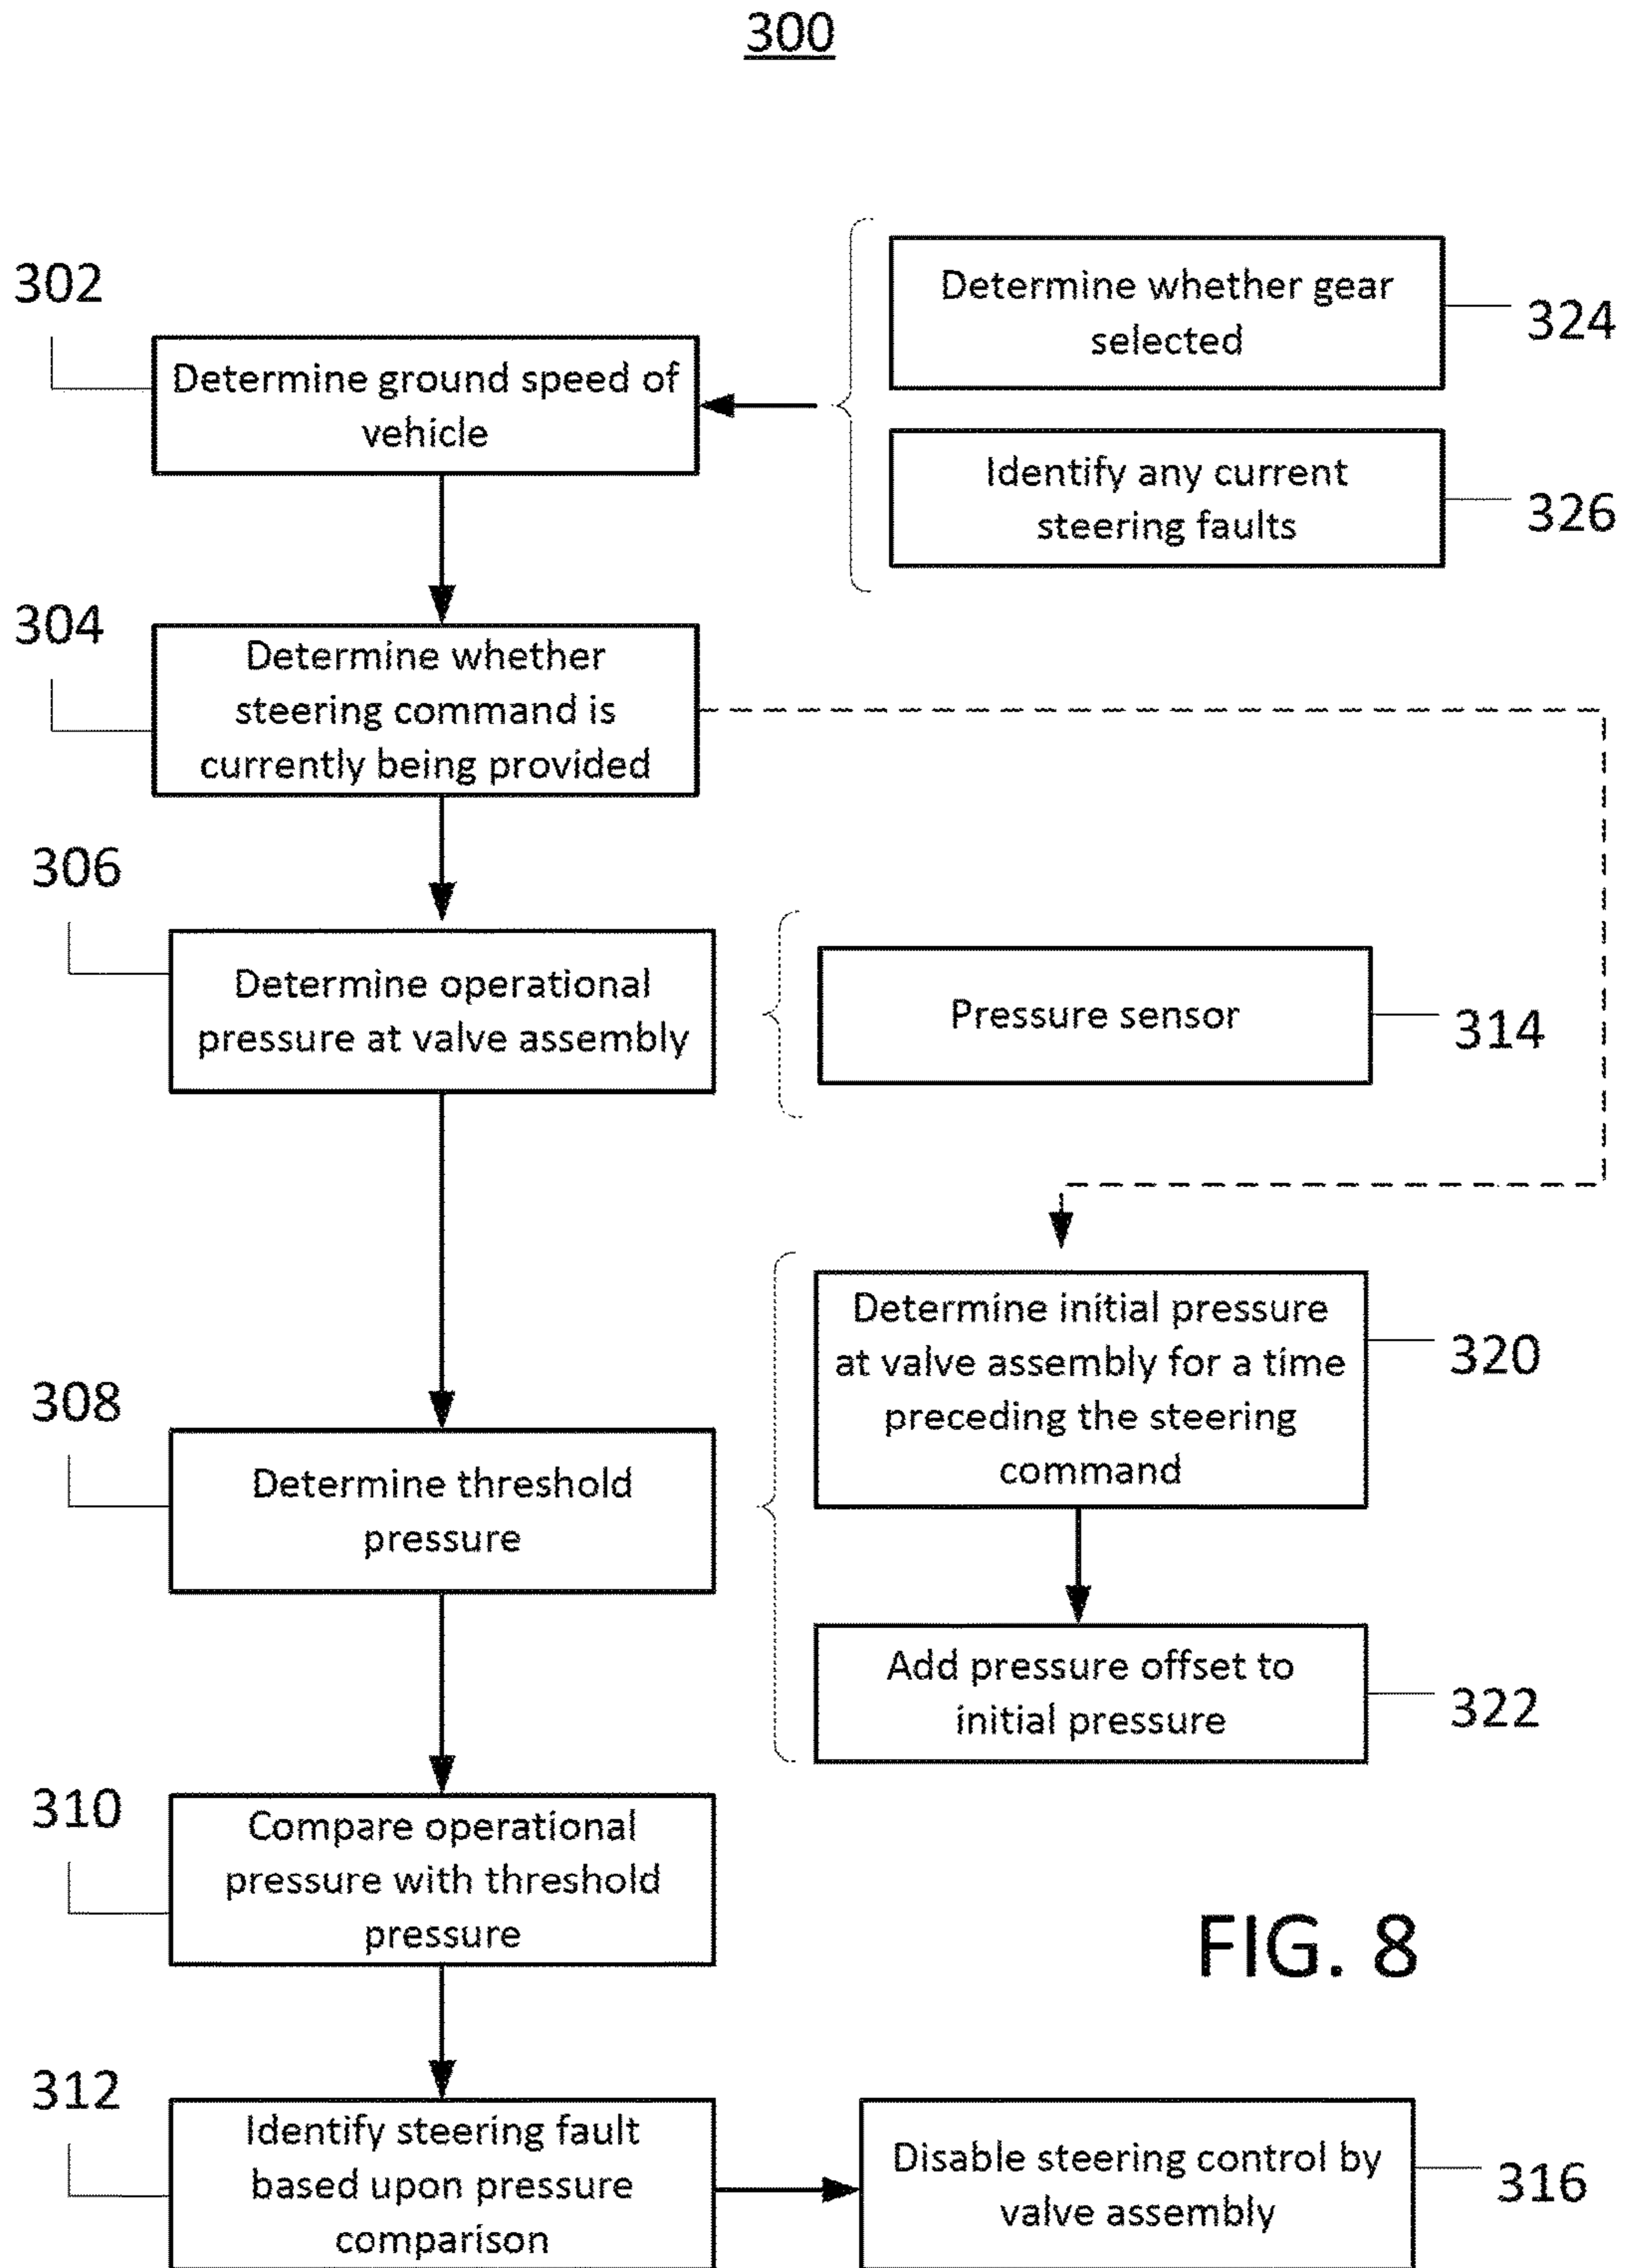 300
302
Determine ground speed of
vehicle
Determine whether gear
selected
324
Identify any current
steering faults
326
304
Determine whether
steering command is
currently being provided
306
Determine operational
pressure at valve assembly
Pressure sensor
314
Determine initial pressure
at valve assembly for a time
preceding the steering
command
320
308
Determine threshold
pressure
Add pressure offset to
initial pressure
322
310
Compare operational
pressure with threshold
pressure
FIG. 8
312
Identify steering fault
based upon pressure
comparison
Disable steering control by
valve assembly
316